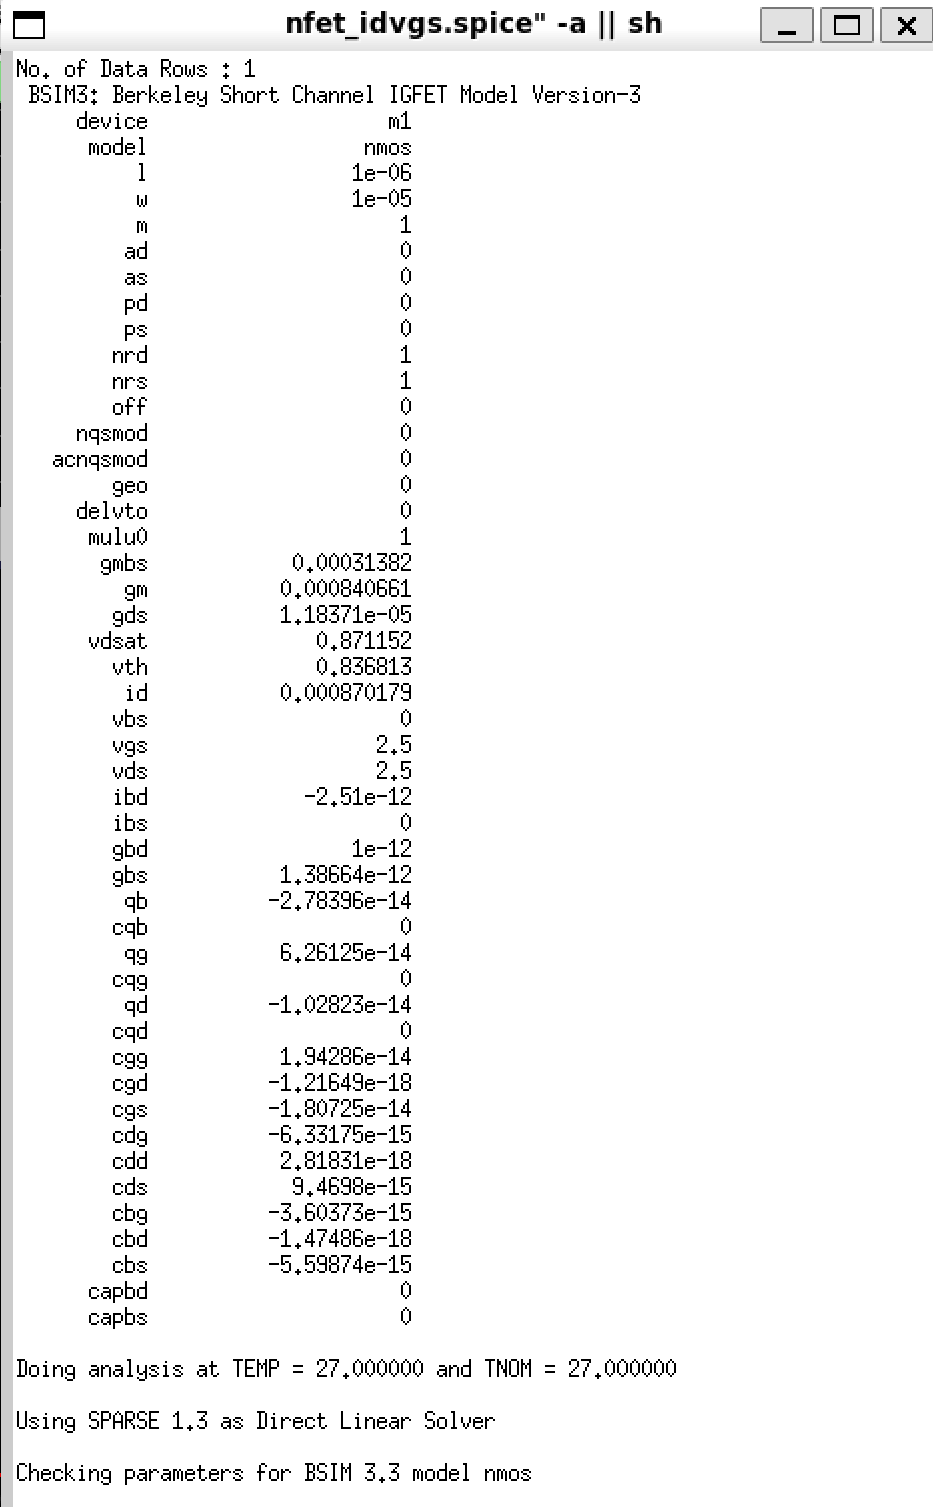 nfet_idvgs.spice" -a || sh
No. of Data Rows : 1
BSIM3: Berkeley Short Channel IGFET Model Version-3
device m1
model nmos
l 1e-06
w 1e-05
m 1
ad 0
as 0
pd 0
ps 0
nrd 1
nrs 1
off 0
nqsmod 0
acnqsmod 0
geo 0
delvto 0
mulu0 1
gmbs 0.00031382
gm 0.000840661
gds 1.18371e-05
vdsat 0.871152
vth 0.836813
id 0.000870179
vbs 0
vgs 2.5
vds 2.5
ibd -2.51e-12
ibs 0
gbd 1e-12
gbs 1.38664e-12
qb -2.78396e-14
cqb 0
qg 6.26125e-14
cqg 0
qd -1.02823e-14
cqd 0
cgg 1.94286e-14
cgd -1.21649e-18
cgs -1.80725e-14
cdg -6.33175e-15
cdd 2.81831e-18
cds 9.4698e-15
cbg -3.60373e-15
cbd -1.47486e-18
cbs -5.59874e-15
capbd 0
capbs 0
Doing analysis at TEMP = 27.000000 and TNOM = 27.000000
Using SPARSE 1.3 as Direct Linear Solver
Checking parameters for BSIM 3.3 model nmos